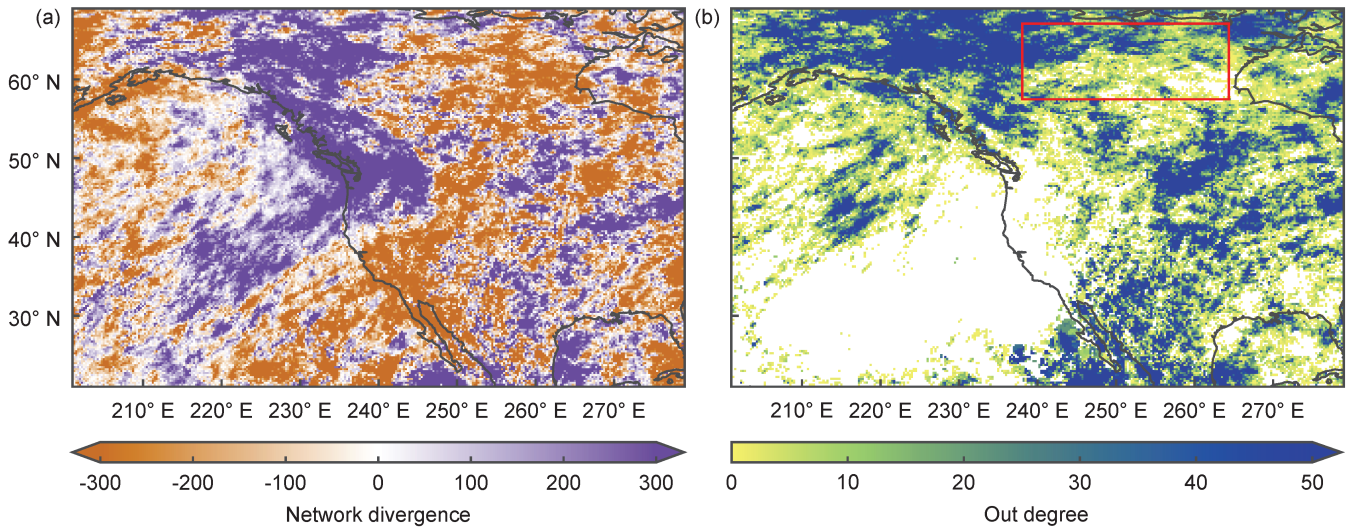 (a)
(b)
60° N
50° N
40° N
30° N
210° E 220° E 230° E 240° E 250° E 260° E 270° E
210° E 220° E 230° E 240° E 250° E 260° E 270° E
-300 -200 -100 0 100 200 300
0 10 20 30 40 50
Network divergence
Out degree